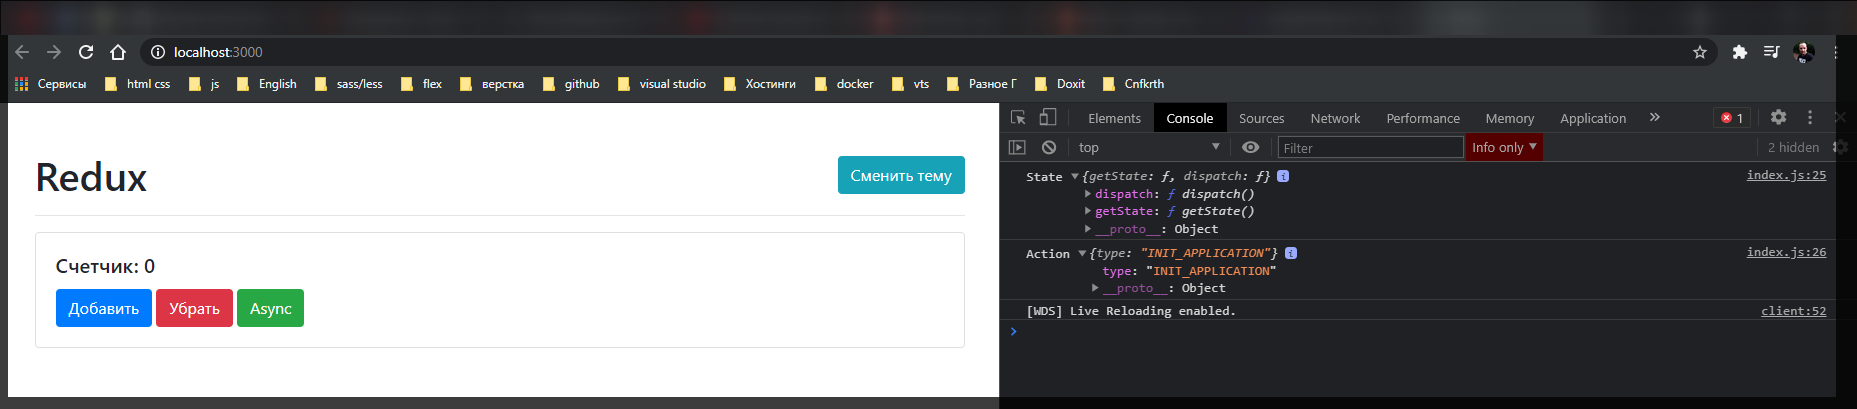 localhost:3000
Сервисы html css js English sass/less flex верстка github visual studio Хостинги docker vts Разное Г Doxit Cnfkrth
Redux
Сменить тему
Счетчик: 0
Добавить Убрать Async
Elements Console Sources Network Performance Memory Application » 1
top Filter Info only 2 hidden
State {getState: ƒ, dispatch: ƒ} i index.js:25
dispatch: ƒ dispatch()
getState: ƒ getState()
__proto__: Object
Action {type: "INIT_APPLICATION"} i index.js:26
type: "INIT_APPLICATION"
__proto__: Object
[WDS] Live Reloading enabled. client:52